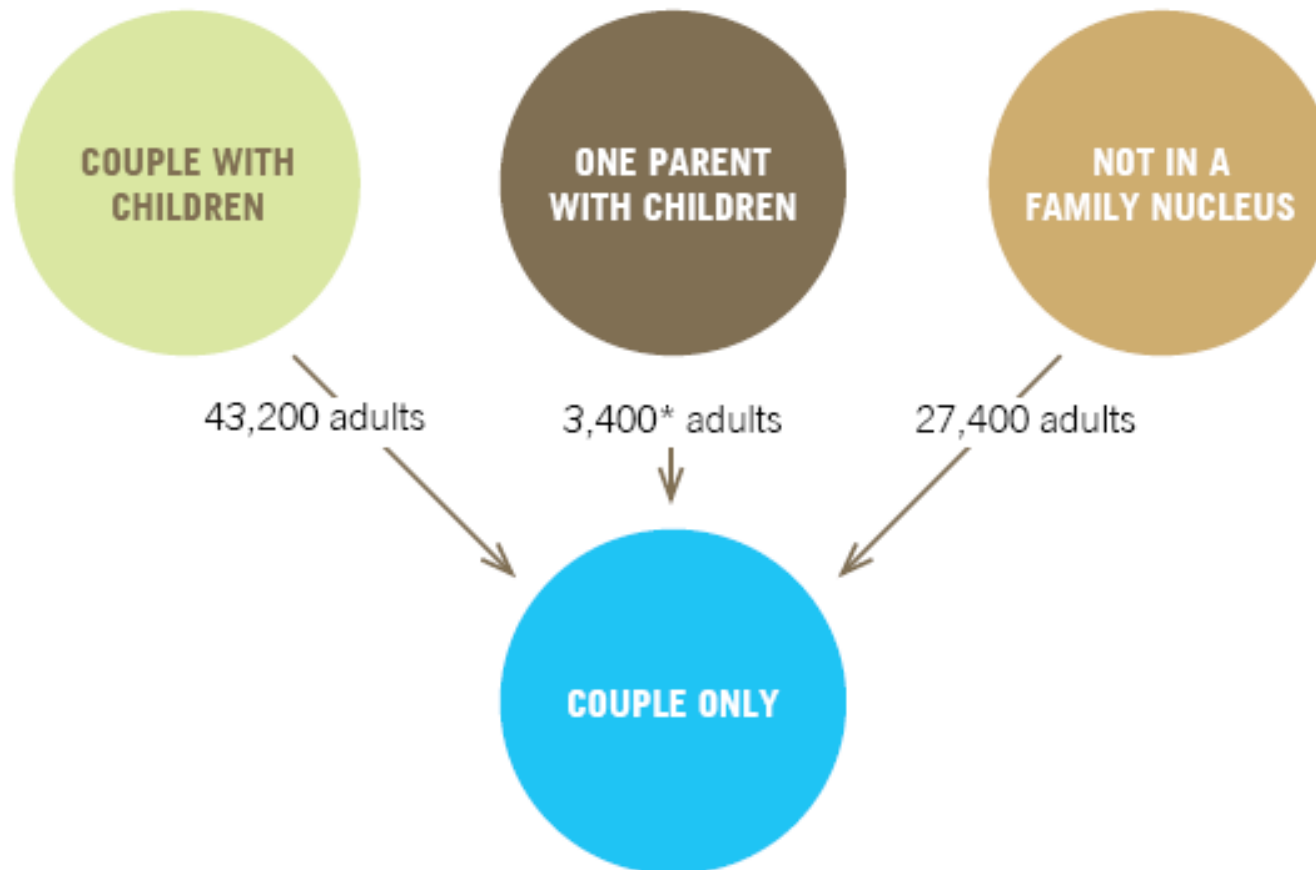 COUPLE WITH
CHILDREN
ONE PARENT
WITH CHILDREN
NOT IN A
FAMILY NUCLEUS
43,200 adults
3,400* adults
27,400 adults
COUPLE ONLY